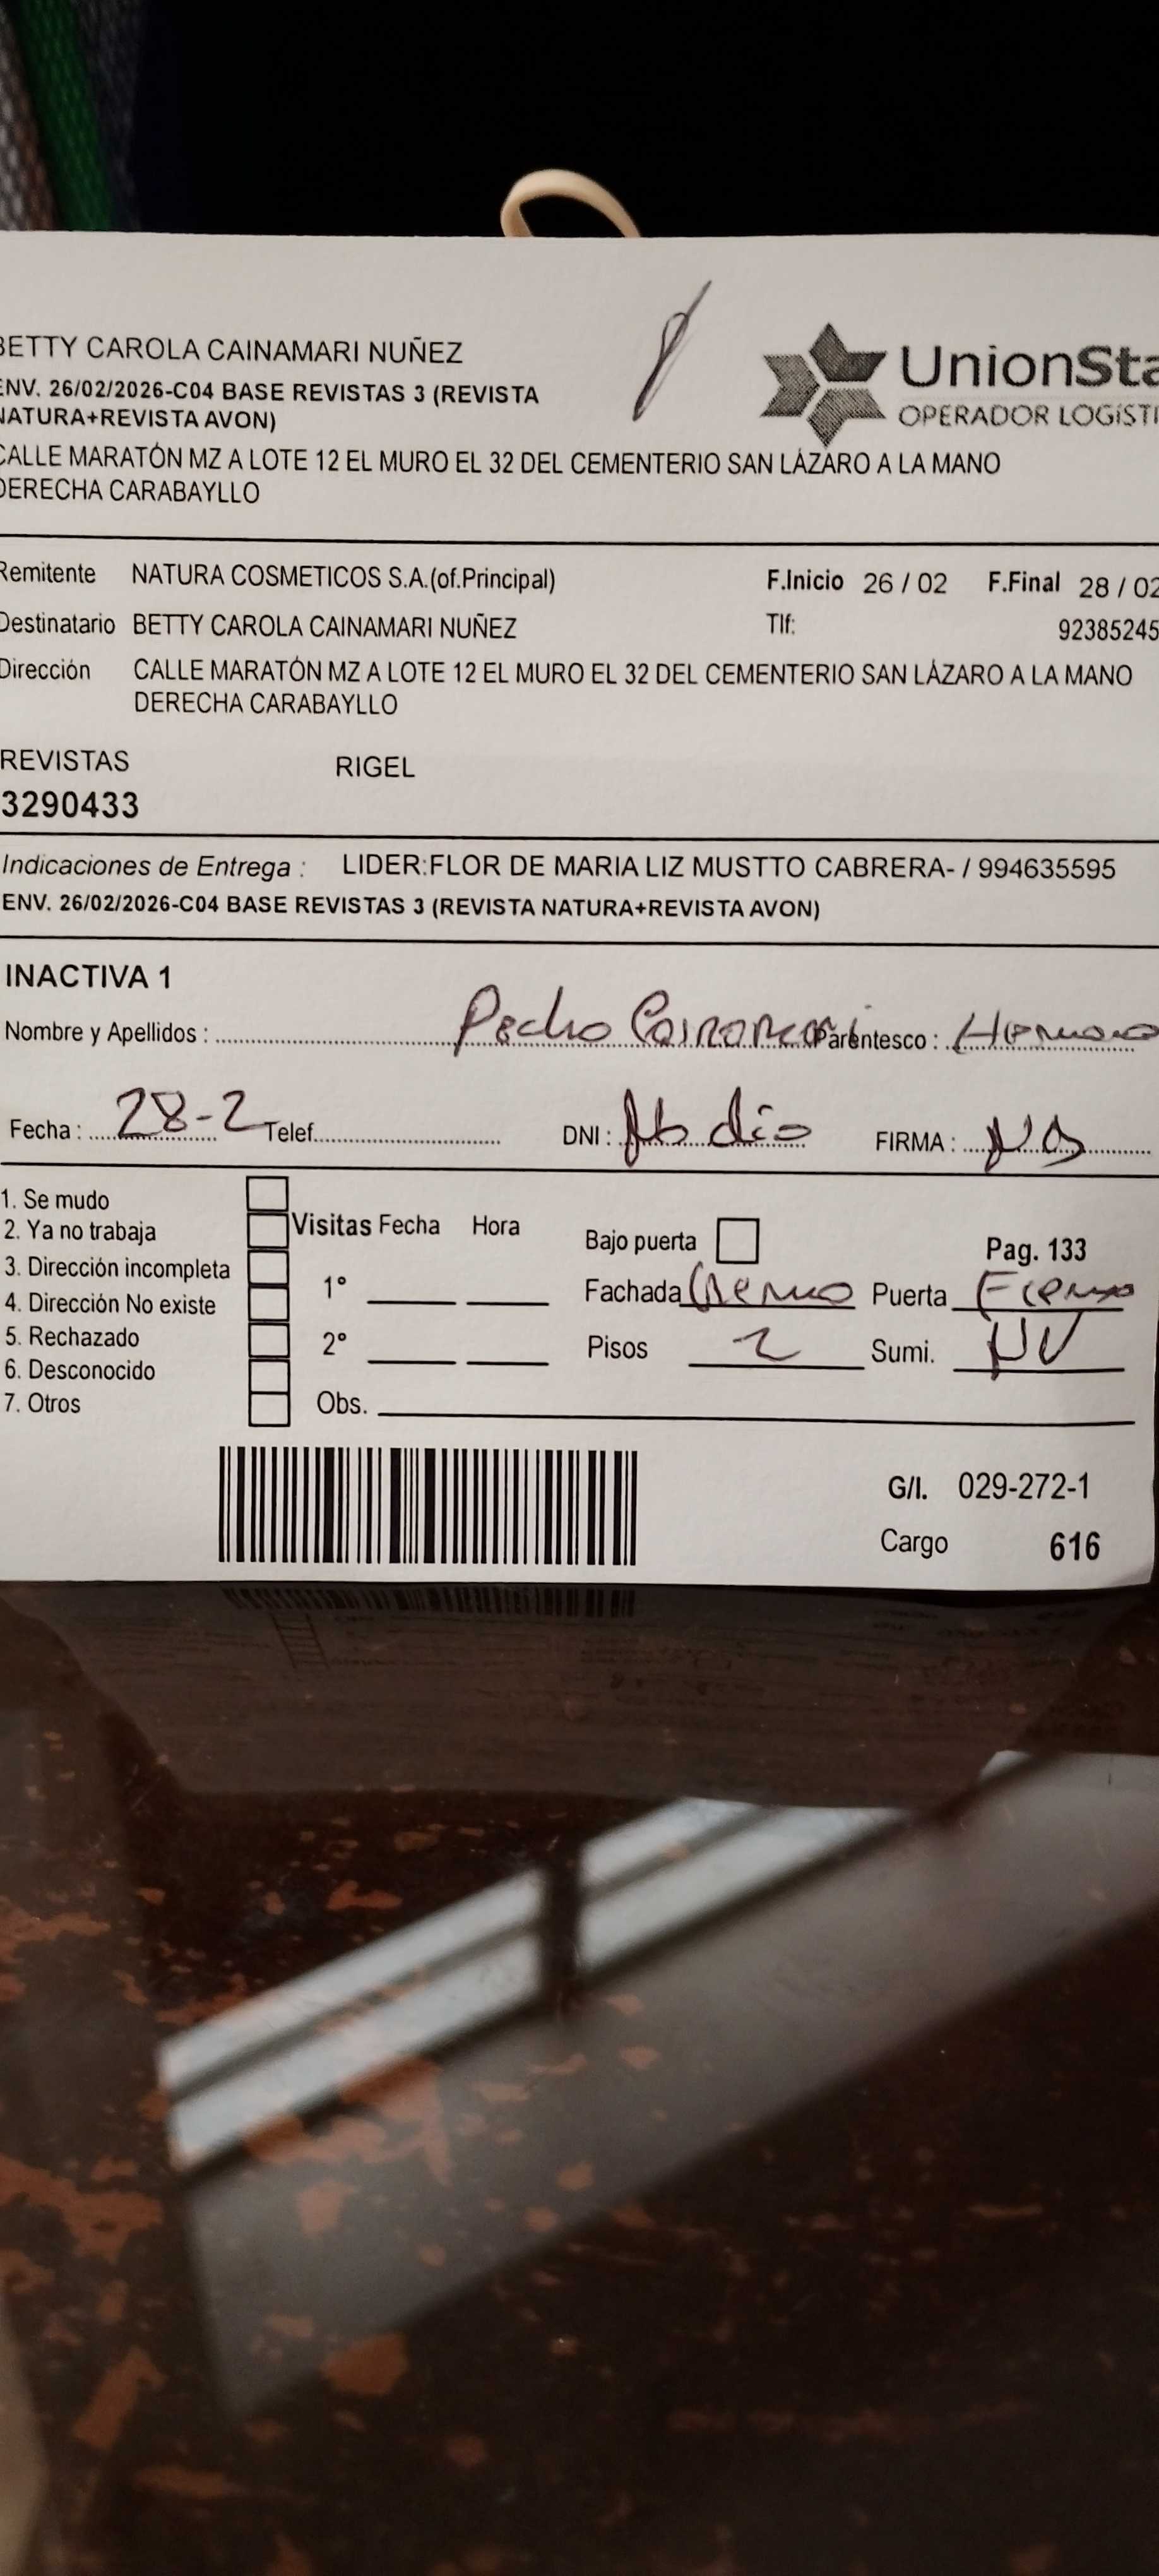 BETTY CAROLA CAINAMARI NUÑEZ
ENV. 26/02/2026-C04 BASE REVISTAS 3 (REVISTA
NATURA+REVISTA AVON)
CALLE MARATÓN MZ A LOTE 12 EL MURO EL 32 DEL CEMENTERIO SAN LÁZARO A LA MANO
DERECHA CARABAYLLO
UnionSta
OPERADOR LOGÍSTI
Remitente NATURA COSMETICOS S.A.(of.Principal) F.Inicio 26 / 02 F.Final 28 / 02
Destinatario BETTY CAROLA CAINAMARI NUÑEZ Tlf: 92385245
Dirección CALLE MARATÓN MZ A LOTE 12 EL MURO EL 32 DEL CEMENTERIO SAN LÁZARO A LA MANO
DERECHA CARABAYLLO
REVISTAS RIGEL
3290433
Indicaciones de Entrega : LIDER:FLOR DE MARIA LIZ MUSTTO CABRERA- / 994635595
ENV. 26/02/2026-C04 BASE REVISTAS 3 (REVISTA NATURA+REVISTA AVON)
INACTIVA 1
Nombre y Apellidos : Pedro Cainamari Parentesco : Hermano
Fecha : 28-2 Telef. DNI : No dio FIRMA :
1. Se mudo
2. Ya no trabaja
3. Dirección incompleta
4. Dirección No existe
5. Rechazado
6. Desconocido
7. Otros
Visitas Fecha Hora
1°
2°
Obs.
Bajo puerta Pag. 133
Fachada Puerta Fierro
Pisos 2 Sumi. NV
G/I. 029-272-1
Cargo 616